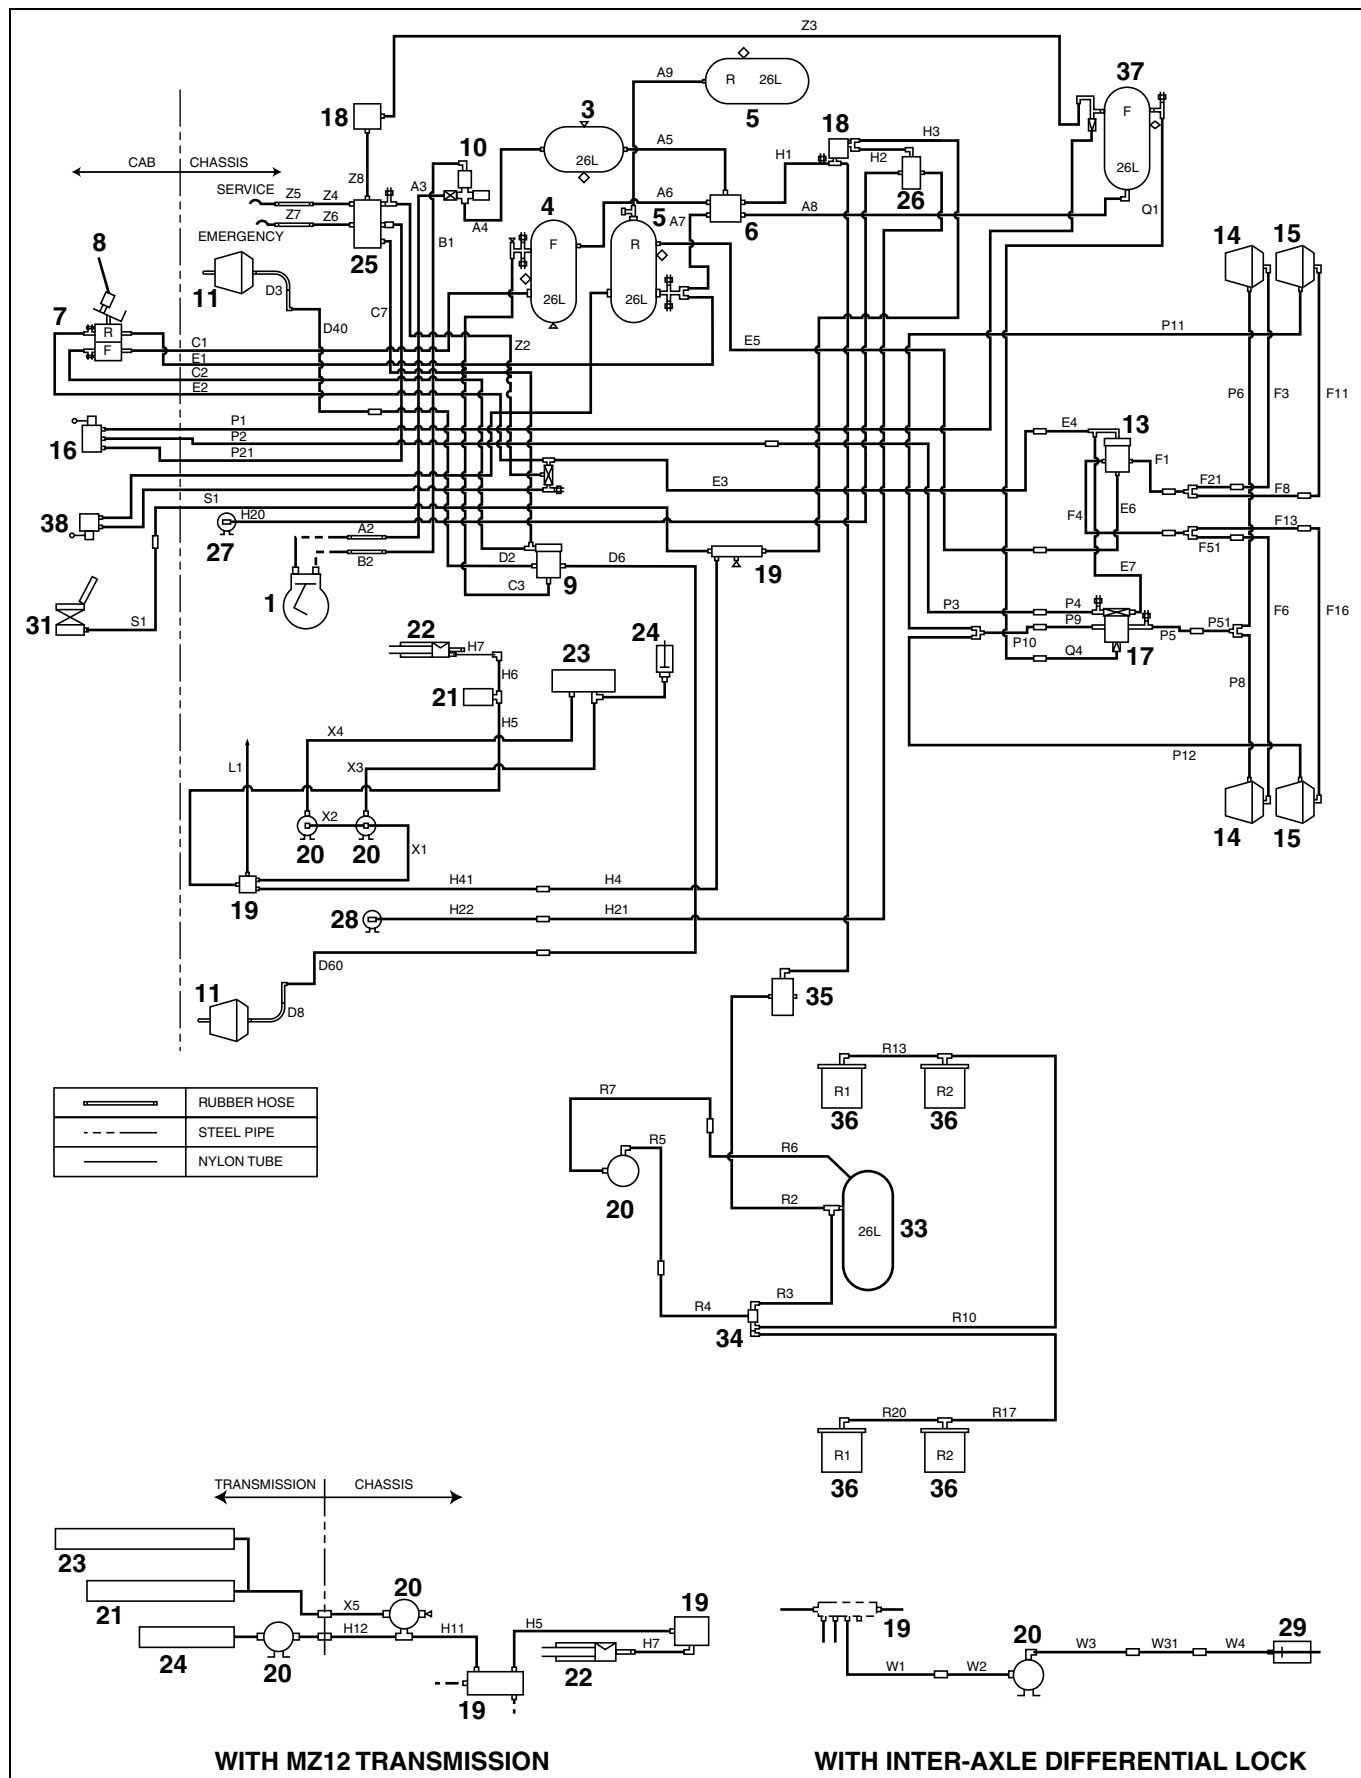 Z3
A9
R 26L
37
3
5
F
18
10
18
H3
26L
A5
H1
H2
CAB CHASSIS
26L
SERVICE
Z5 Z4
Z8
A3
4
A6
5
A7
6
A8
26
Q1
Z7 Z6
EMERGENCY
A4
B1
F
R
14 15
8
25
11
D3
26L
26L
7
D40
C7
P11
R
F
C1
Z2
E5
E1
C2
E2
P6 F3 F11
P1
E4
13
16
P2
P21
F1
E3
F21
F8
S1
F4
E6
38
H20
A2
F13
27
B2
D2
D6
F51
19
E7
C3
9
1
P3
P4
F6 F16
31
S1
22
24
P9
P51
H7
23
P10
P5
17
Q4
21
H6
P8
H5
X4
L1
X3
P12
X2
20 20
X1
14 15
H41 H4
19
28
H22 H21
D60
11
35
D8
R13
R7
R1 R2
RUBBER HOSE
36 36
STEEL PIPE
R5
R6
NYLON TUBE
20
R2
33
26L
R3
R4
R10
34
R20 R17
R1 R2
36 36
TRANSMISSION CHASSIS
23
20
19
21
X5
H5
19
20
29
H12 H11
H7
W3 W31 W4
24
20
22
W1 W2
19
WITH MZ12 TRANSMISSION
WITH INTER-AXLE DIFFERENTIAL LOCK